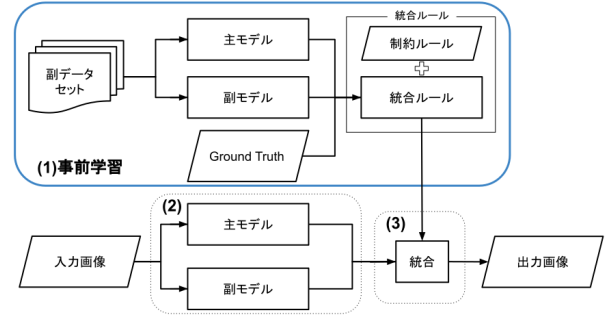 統合ルール
主モデル
制約ルール
副データ
セット
副モデル
統合ルール
Ground Truth
(1)事前学習
(2)
(3)
主モデル
入力画像
統合
出力画像
副モデル